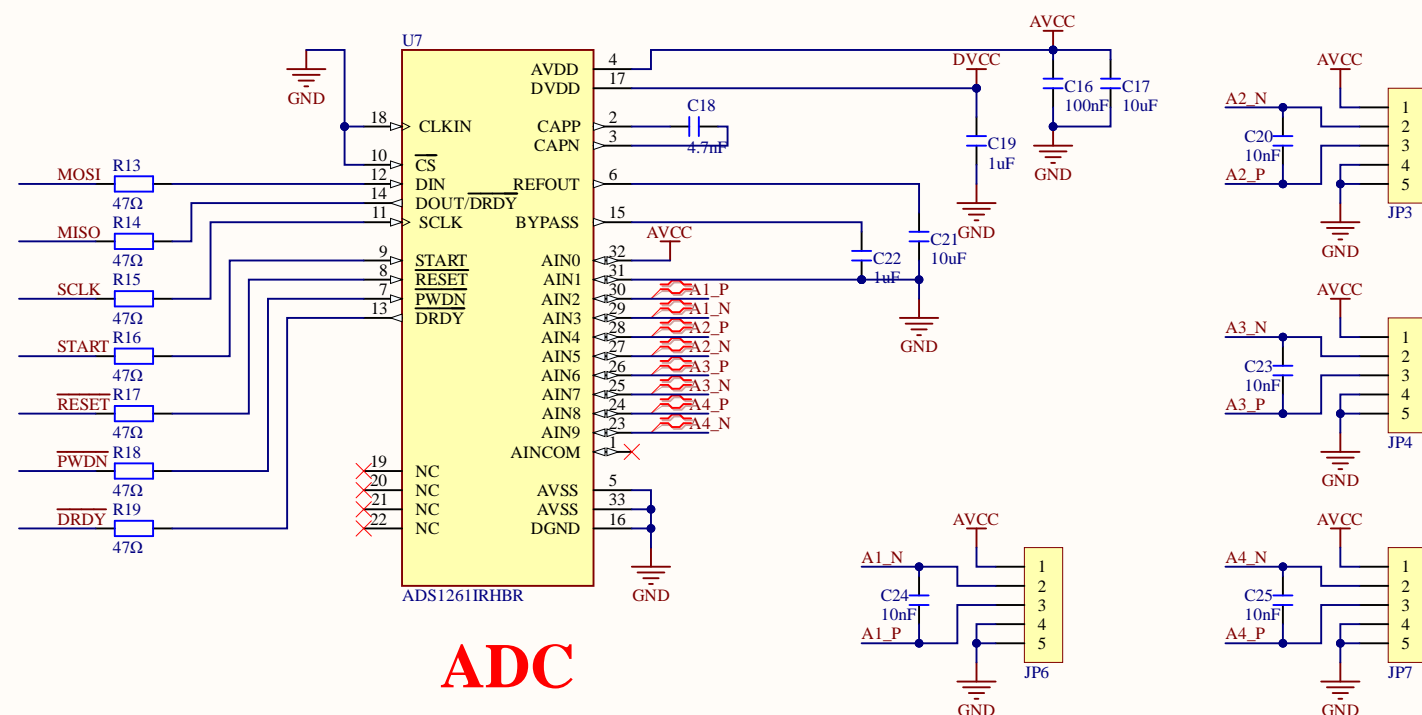 U7
GND
18 CLKIN
10 CS
12 DIN
14 DOUT/DRDY
11 SCLK
9 START
8 RESET
7 PWDN
13 DRDY
19 NC
20 NC
21 NC
22 NC
AVDD 4
DVDD 17
CAPP 2
CAPN 3
REFOUT 6
BYPASS 15
AIN0 32
AIN1 31
AIN2 30
AIN3 29
AIN4 28
AIN5 27
AIN6 26
AIN7 25
AIN8 24
AIN9 23
AINCOM 1
AVSS 5
AVSS 33
DGND 16
ADS1261IRHBR
GND
MOSI
R13
47Ω
MISO
R14
47Ω
SCLK
R15
47Ω
START
R16
47Ω
RESET
R17
47Ω
PWDN
R18
47Ω
DRDY
R19
47Ω
C18
4.7nF
AVCC
A1_P
A1_N
A2_P
A2_N
A3_P
A3_N
A4_P
A4_N
AVCC
C16
100nF
C17
10uF
GND
DVCC
C19
1uF
GND
C21
10uF
C22
1uF
GND
AVCC
A2_N
C20
10nF
A2_P
1
2
3
4
5
JP3
GND
AVCC
A3_N
C23
10nF
A3_P
1
2
3
4
5
JP4
GND
AVCC
A1_N
C24
10nF
A1_P
1
2
3
4
5
JP6
GND
AVCC
A4_N
C25
10nF
A4_P
1
2
3
4
5
JP7
GND
ADC